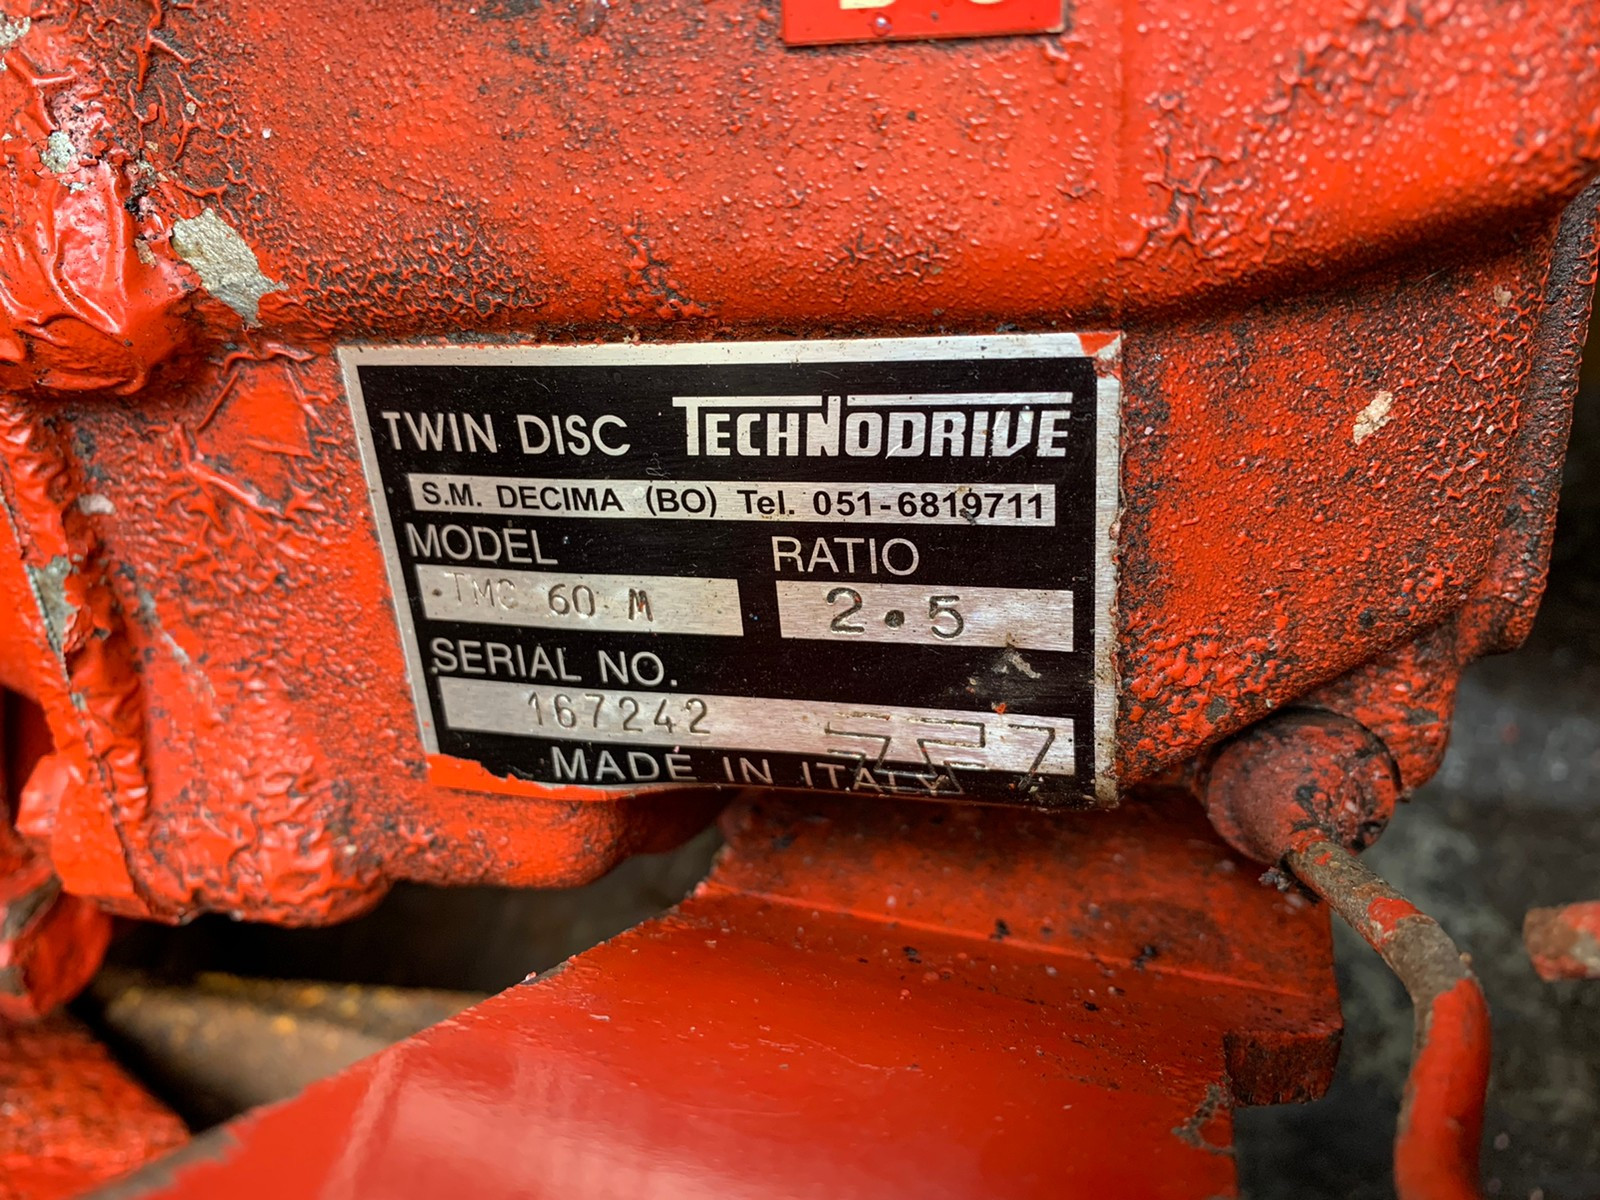 TWIN DISC TECHNODRIVE
S.M. DECIMA (BO) Tel. 051-6819711
MODEL RATIO
TMC 60 M 2.5
SERIAL NO.
167242
MADE IN ITALY